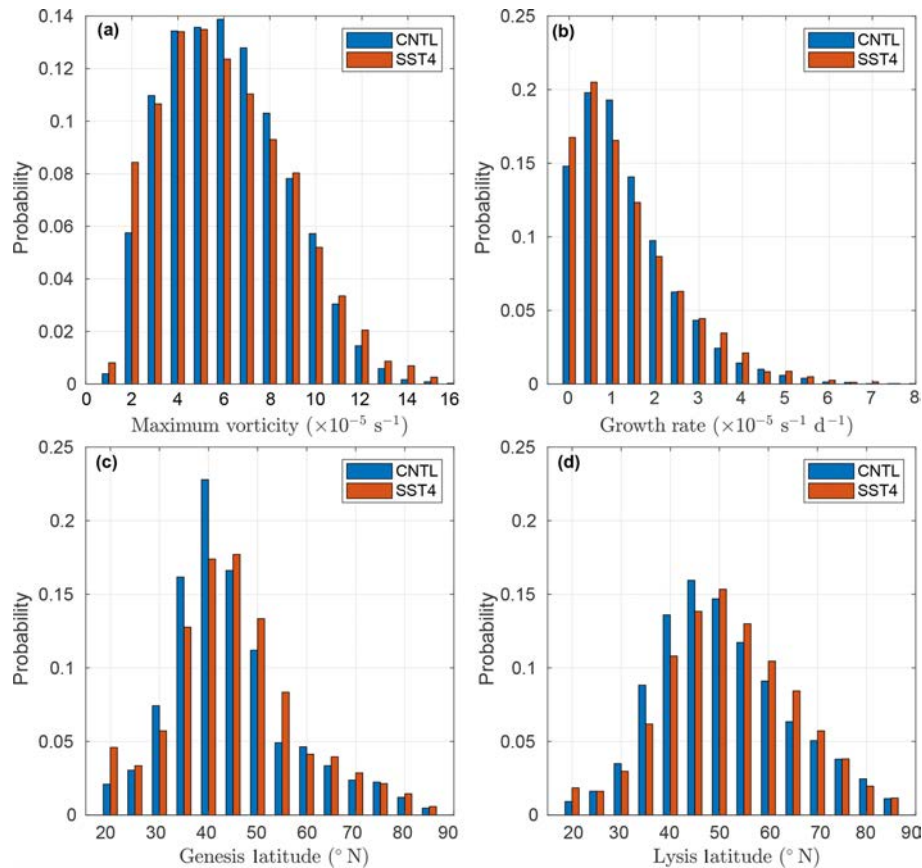 (a)
CNTL
SST4
Probability
0.14
0.12
0.1
0.08
0.06
0.04
0.02
0
0 2 4 6 8 10 12 14 16
Maximum vorticity (×10⁻⁵ s⁻¹)
(b)
CNTL
SST4
Probability
0.25
0.2
0.15
0.1
0.05
0
0 1 2 3 4 5 6 7 8
Growth rate (×10⁻⁵ s⁻¹ d⁻¹)
(c)
CNTL
SST4
Probability
0.25
0.2
0.15
0.1
0.05
0
20 30 40 50 60 70 80 90
Genesis latitude (° N)
(d)
CNTL
SST4
Probability
0.25
0.2
0.15
0.1
0.05
0
20 30 40 50 60 70 80 90
Lysis latitude (° N)